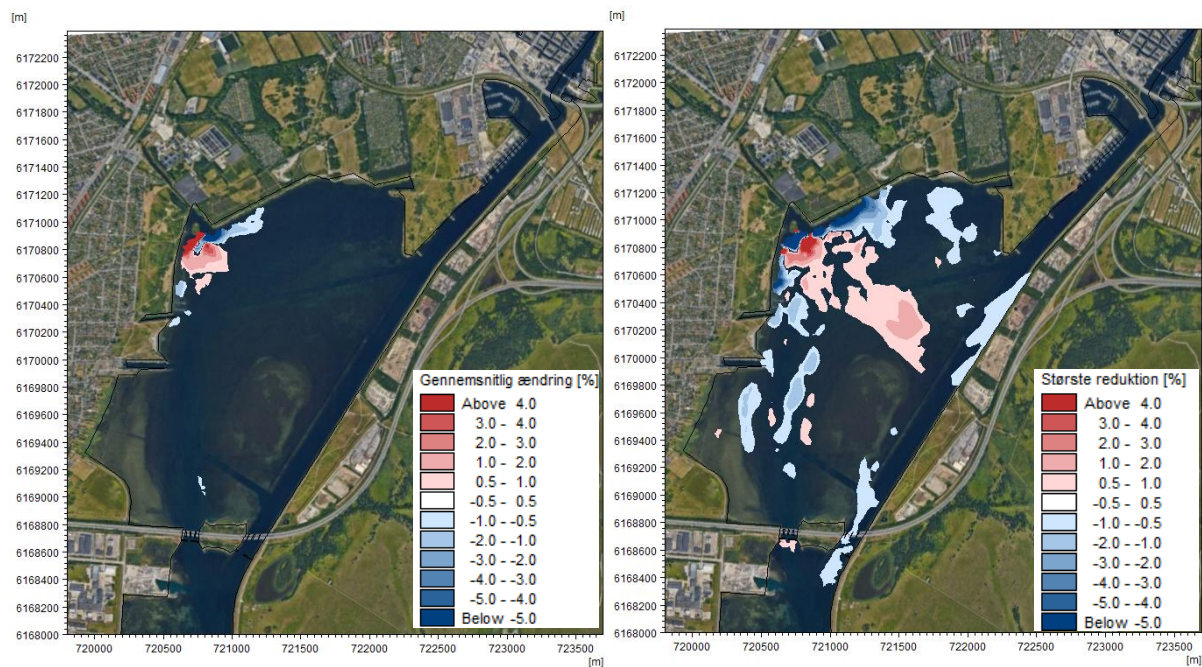 [m]
6172200
6172000
6171800
6171600
6171400
6171200
6171000
6170800
6170600
6170400
6170200
6170000
6169800
6169600
6169400
6169200
6169000
6168800
6168600
6168400
6168200
6168000
720000 720500 721000 721500 722000 722500 723000 723500
[m]
Gennemsnitlig ændring [%]
Above 4.0
3.0 - 4.0
2.0 - 3.0
1.0 - 2.0
0.5 - 1.0
-0.5 - 0.5
-1.0 - -0.5
-2.0 - -1.0
-3.0 - -2.0
-4.0 - -3.0
-5.0 - -4.0
Below -5.0
[m]
6172200
6172000
6171800
6171600
6171400
6171200
6171000
6170800
6170600
6170400
6170200
6170000
6169800
6169600
6169400
6169200
6169000
6168800
6168600
6168400
6168200
6168000
720000 720500 721000 721500 722000 722500 723000 723500
[m]
Største reduktion [%]
Above 4.0
3.0 - 4.0
2.0 - 3.0
1.0 - 2.0
0.5 - 1.0
-0.5 - 0.5
-1.0 - -0.5
-2.0 - -1.0
-3.0 - -2.0
-4.0 - -3.0
-5.0 - -4.0
Below -5.0